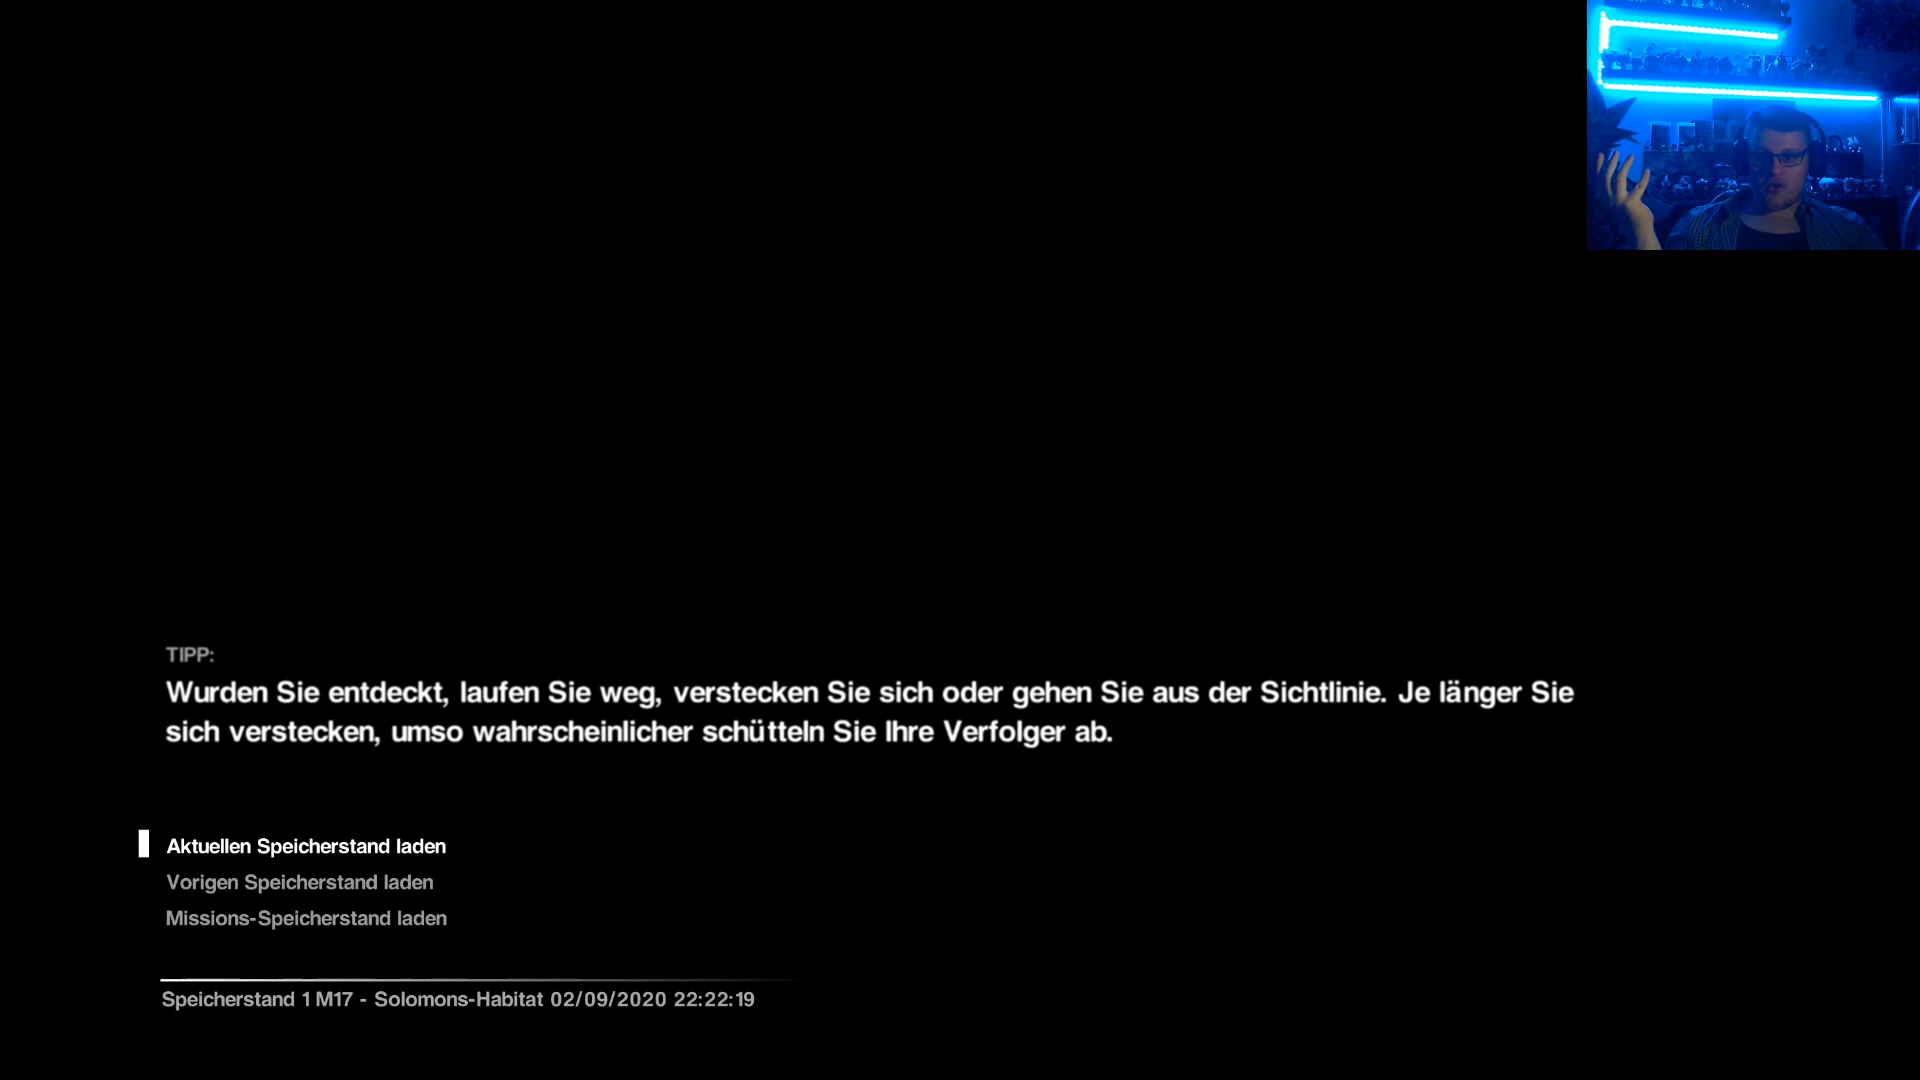 TIPP:
Wurden Sie entdeckt, laufen Sie weg, verstecken Sie sich oder gehen Sie aus der Sichtlinie. Je länger Sie
sich verstecken, umso wahrscheinlicher schütteln Sie Ihre Verfolger ab.
Aktuellen Speicherstand laden
Vorigen Speicherstand laden
Missions-Speicherstand laden
Speicherstand 1 M17 - Solomons-Habitat 02/09/2020 22:22:19